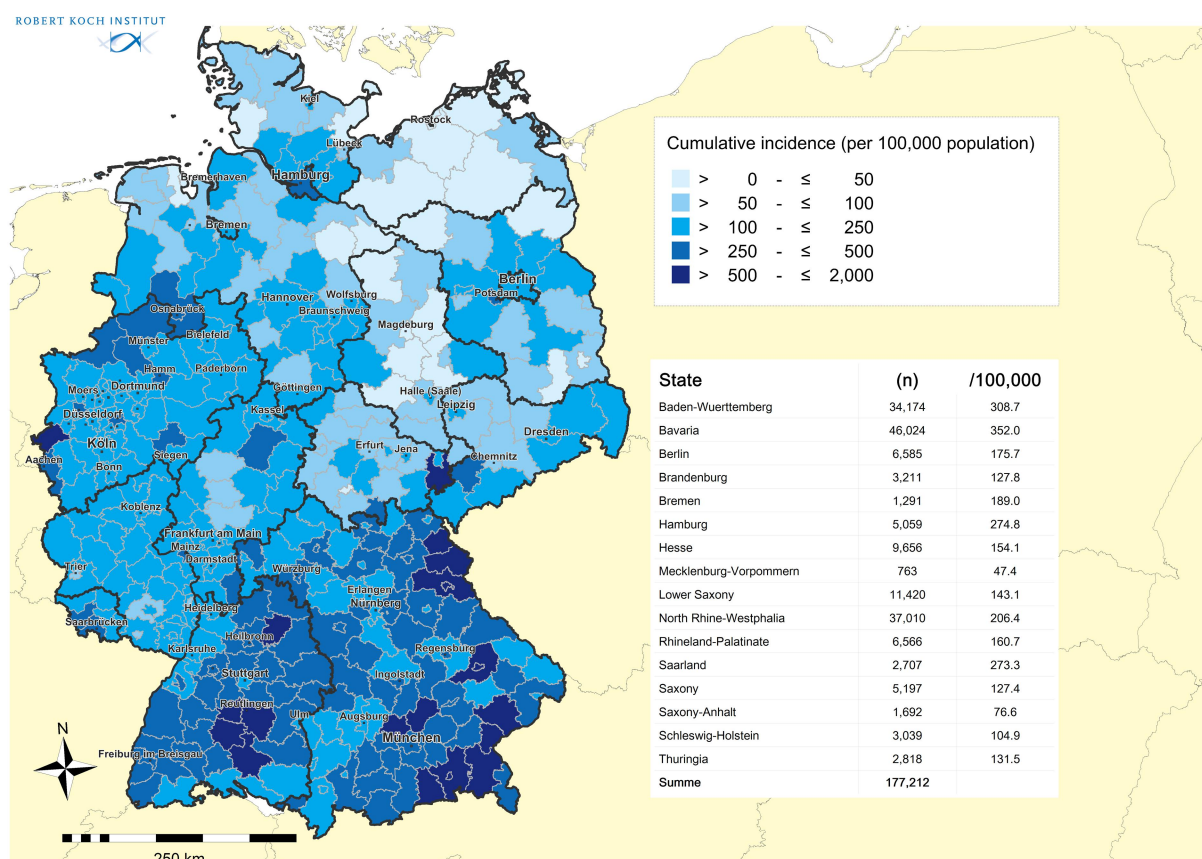 ROBERT KOCH INSTITUT
Kiel
Rostock
Lübeck
Bremerhaven
Hamburg
Bremen
Berlin
Potsdam
Hannover
Wolfsburg
Braunschweig
Osnabrück
Magdeburg
Bielefeld
Münster
Hamm
Paderborn
Moers
Dortmund
Göttingen
Halle (Saale)
Leipzig
Düsseldorf
Kassel
Dresden
Köln
Erfurt
Jena
Chemnitz
Aachen
Siegen
Bonn
Koblenz
Frankfurt am Main
Mainz
Darmstadt
Trier
Würzburg
Erlangen
Nürnberg
Heidelberg
Saarbrücken
Heilbronn
Karlsruhe
Regensburg
Stuttgart
Ingolstadt
Reutlingen
Ulm
Augsburg
München
Freiburg im Breisgau
N
250 km
Cumulative incidence (per 100,000 population)
> 0 - ≤ 50
> 50 - ≤ 100
> 100 - ≤ 250
> 250 - ≤ 500
> 500 - ≤ 2,000
State (n) /100,000
Baden-Wuerttemberg 34,174 308.7
Bavaria 46,024 352.0
Berlin 6,585 175.7
Brandenburg 3,211 127.8
Bremen 1,291 189.0
Hamburg 5,059 274.8
Hesse 9,656 154.1
Mecklenburg-Vorpommern 763 47.4
Lower Saxony 11,420 143.1
North Rhine-Westphalia 37,010 206.4
Rhineland-Palatinate 6,566 160.7
Saarland 2,707 273.3
Saxony 5,197 127.4
Saxony-Anhalt 1,692 76.6
Schleswig-Holstein 3,039 104.9
Thuringia 2,818 131.5
Summe 177,212